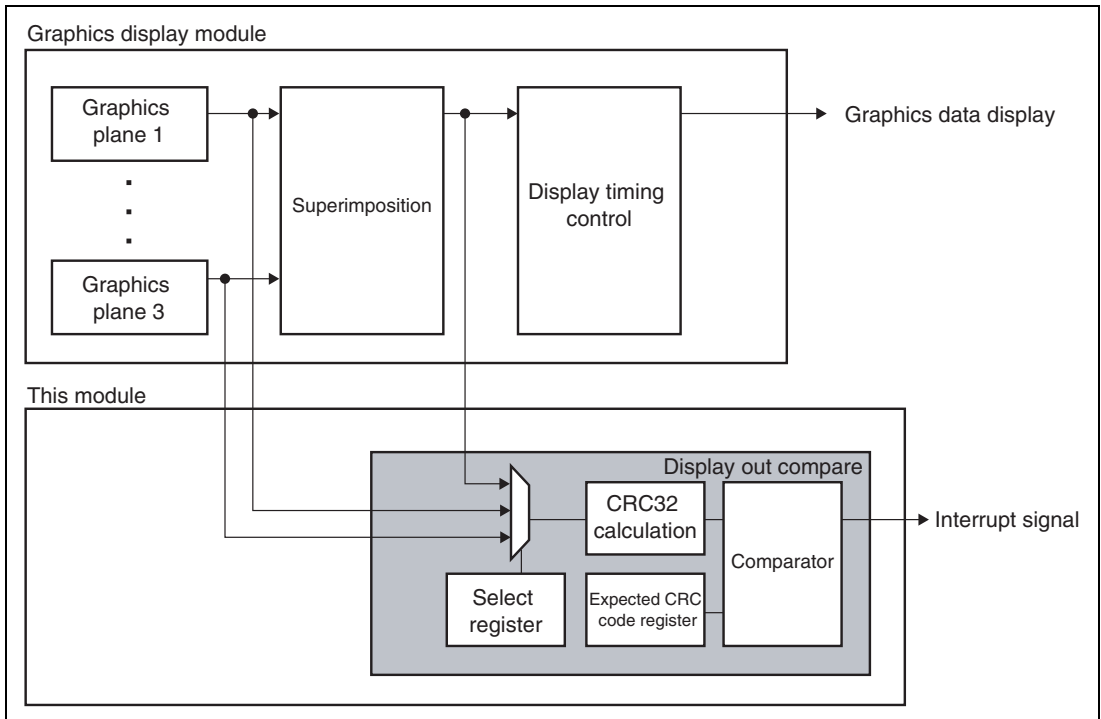 Graphics display module
Graphics
plane 1
Superimposition
Display timing
control
Graphics data display
Graphics
plane 3
This module
Display out compare
CRC32
calculation
Comparator
Interrupt signal
Select
register
Expected CRC
code register